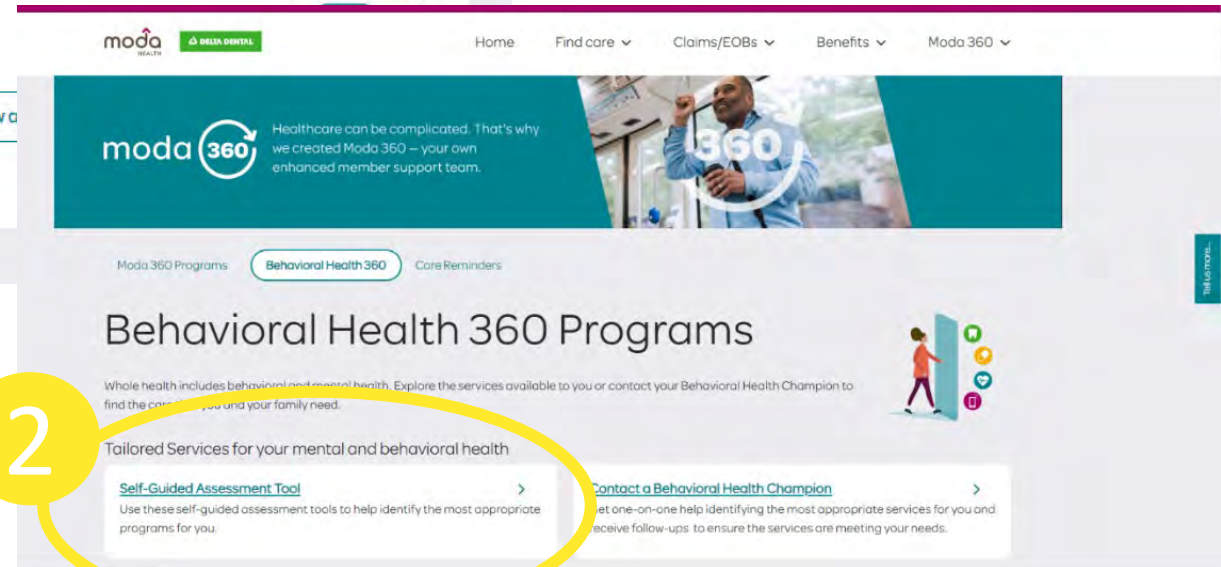 moda
HEALTH
DELTA DENTAL
Home Find care Claims/EOBs Benefits Moda 360
moda 360
Healthcare can be complicated. That's why
we created Moda 360 – your own
enhanced member support team.
360
Moda 360 Programs Behavioral Health 360 Care Reminders
Tell us more...
Behavioral Health 360 Programs
Whole health includes behavioral and mental health. Explore the services available to you or contact your Behavioral Health Champion to
find the care you and your family need.
2
Tailored Services for your mental and behavioral health
Self-Guided Assessment Tool
Use these self-guided assessment tools to help identify the most appropriate
programs for you.
Contact a Behavioral Health Champion
Get one-on-one help identifying the most appropriate services for you and
receive follow-ups to ensure the services are meeting your needs.